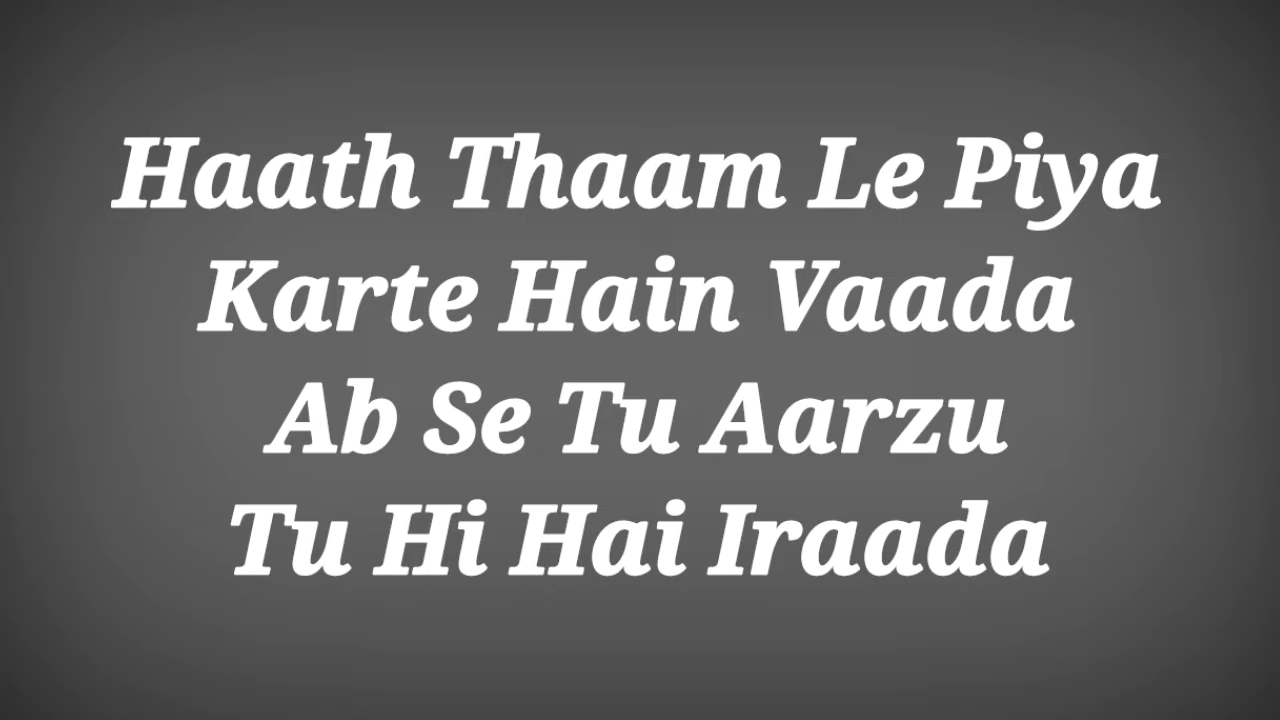 Haath Thaam Le Piya
Karte Hain Vaada
Ab Se Tu Aarzu
Tu Hi Hai Iraada